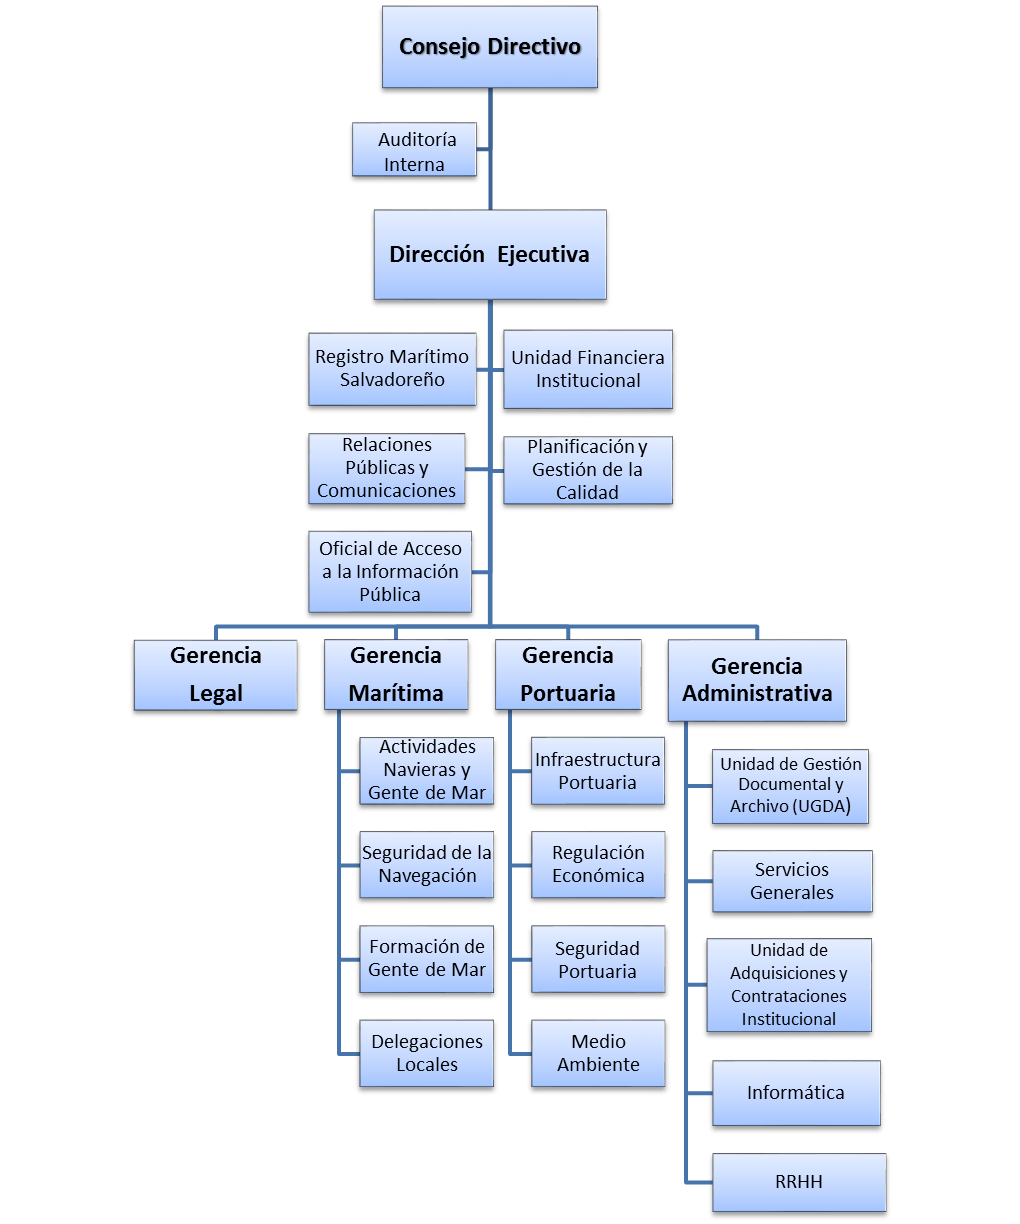 Consejo Directivo
Auditoría
Interna
Dirección Ejecutiva
Registro Marítimo
Salvadoreño
Unidad Financiera
Institucional
Relaciones
Públicas y
Comunicaciones
Planificación y
Gestión de la
Calidad
Oficial de Acceso
a la Información
Pública
Gerencia
Legal
Gerencia
Marítima
Actividades
Navieras y
Gente de Mar
Seguridad de la
Navegación
Formación de
Gente de Mar
Delegaciones
Locales
Gerencia
Portuaria
Infraestructura
Portuaria
Regulación
Económica
Seguridad
Portuaria
Medio
Ambiente
Gerencia
Administrativa
Unidad de Gestión
Documental y
Archivo (UGDA)
Servicios
Generales
Unidad de
Adquisiciones y
Contrataciones
Institucional
Informática
RRHH